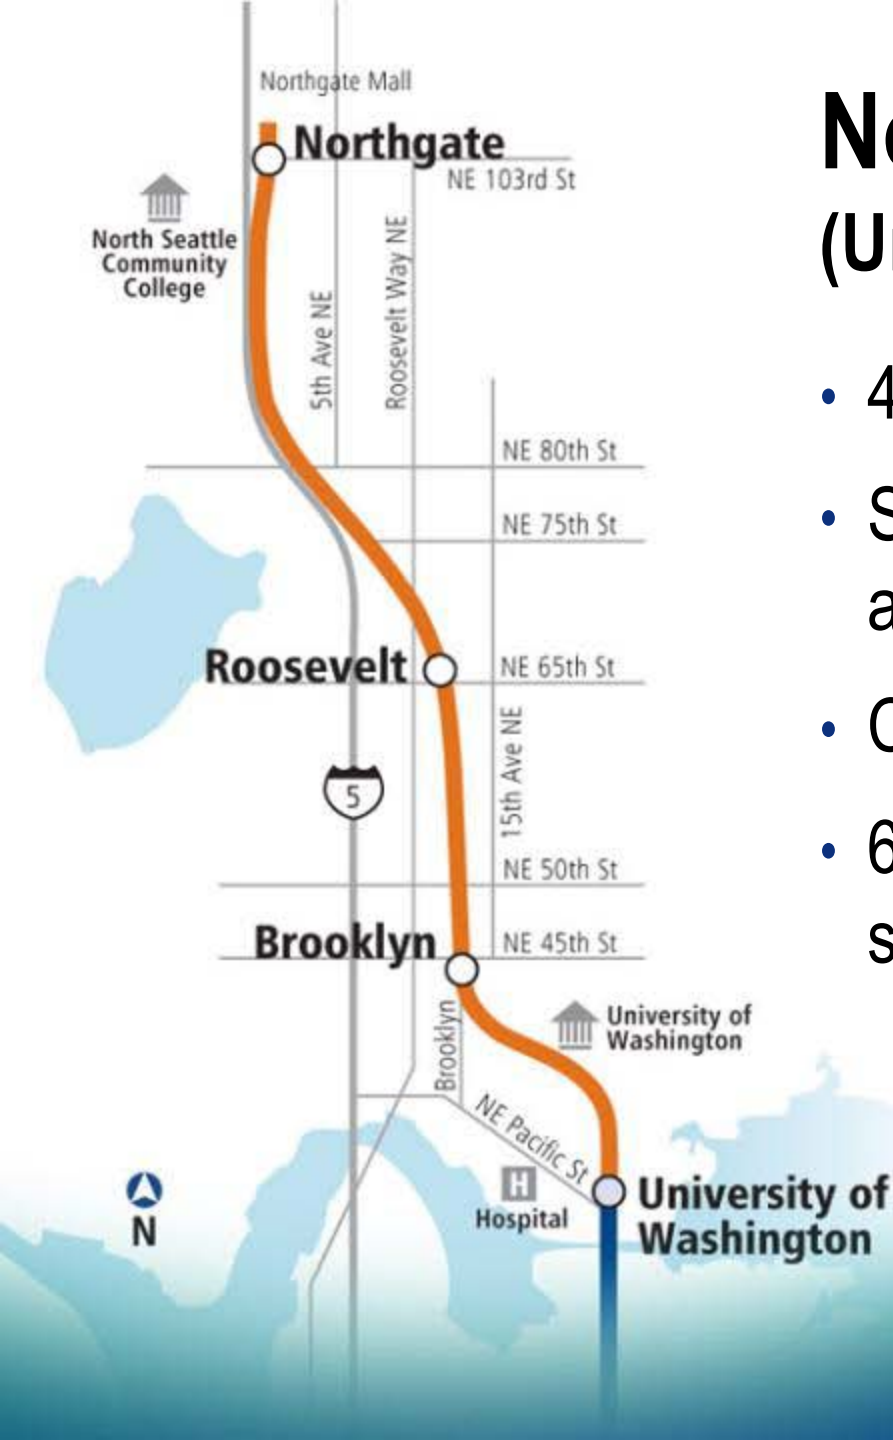 Northgate Mall
Northgate
NE 103rd St
North Seattle
Community
College
5th Ave NE
Roosevelt Way NE
NE 80th St
NE 75th St
Roosevelt
NE 65th St
15th Ave NE
5
NE 50th St
Brooklyn
NE 45th St
University of
Washington
Brooklyn
NE Pacific St
H
Hospital
University of
Washington
N